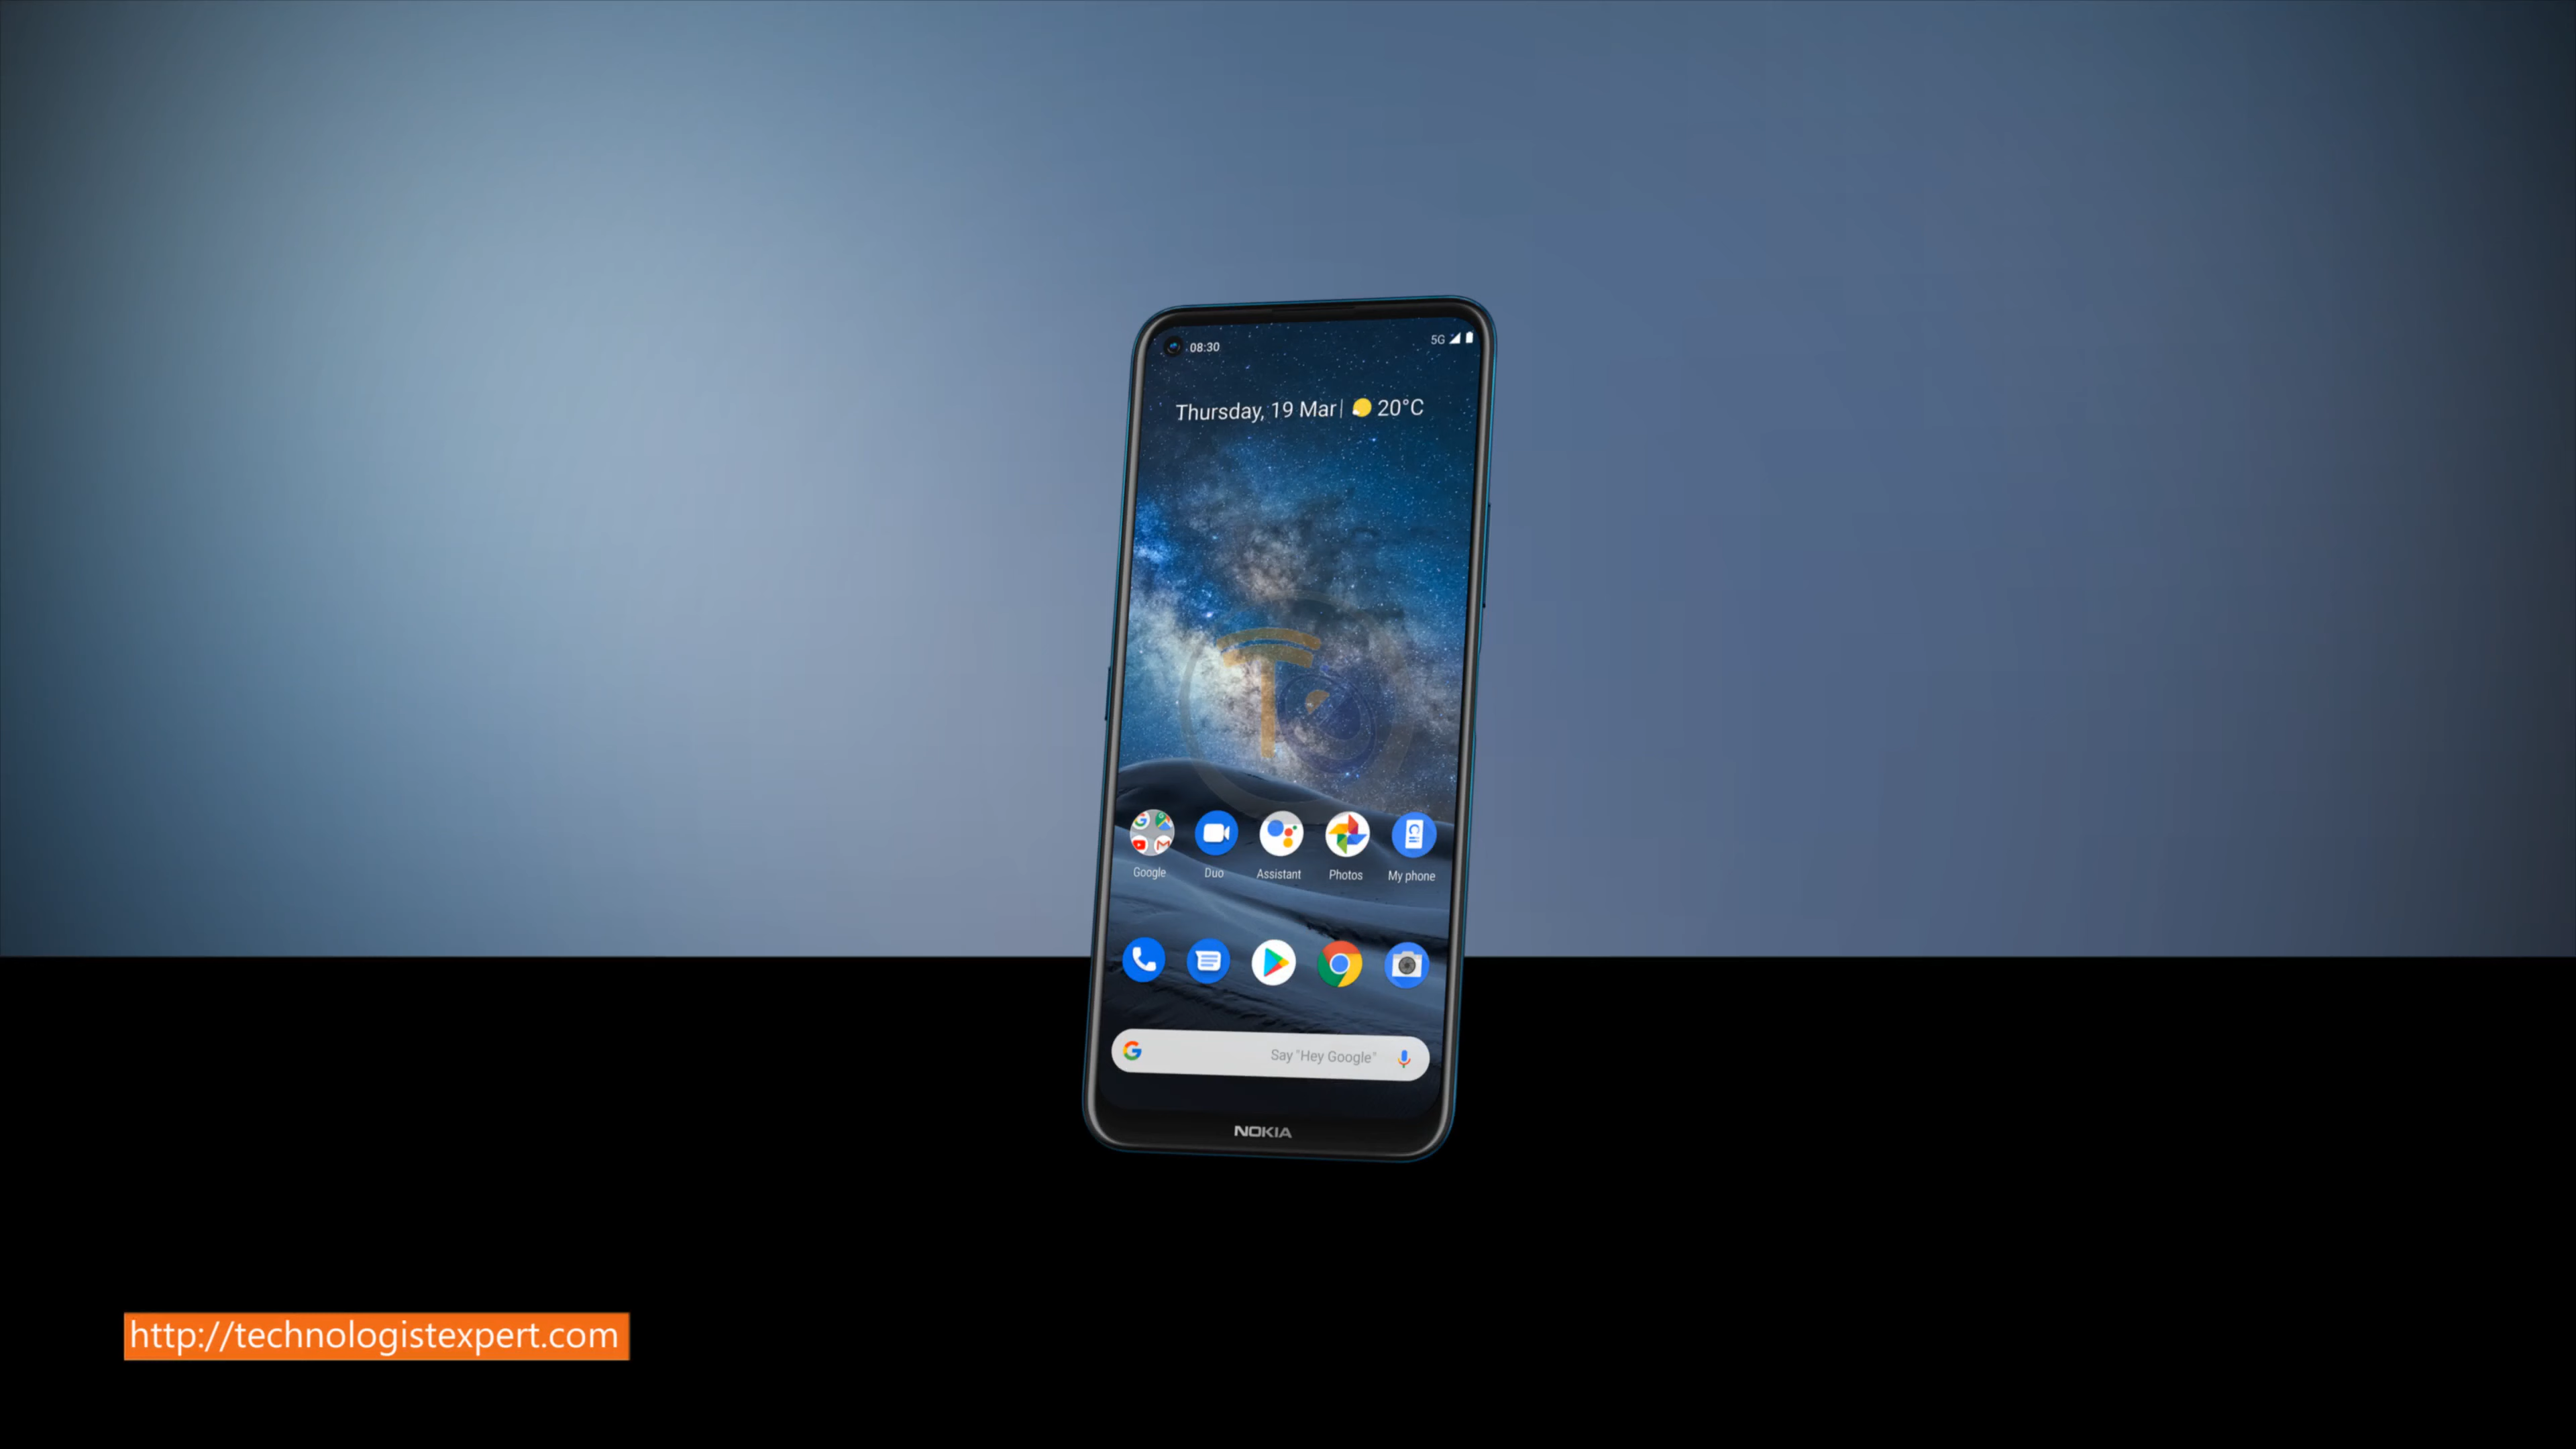 08:30
5G
Thursday, 19 Mar | 20°C
Google Duo Assistant Photos My phone
Say "Hey Google"
NOKIA
http://technologistexpert.com